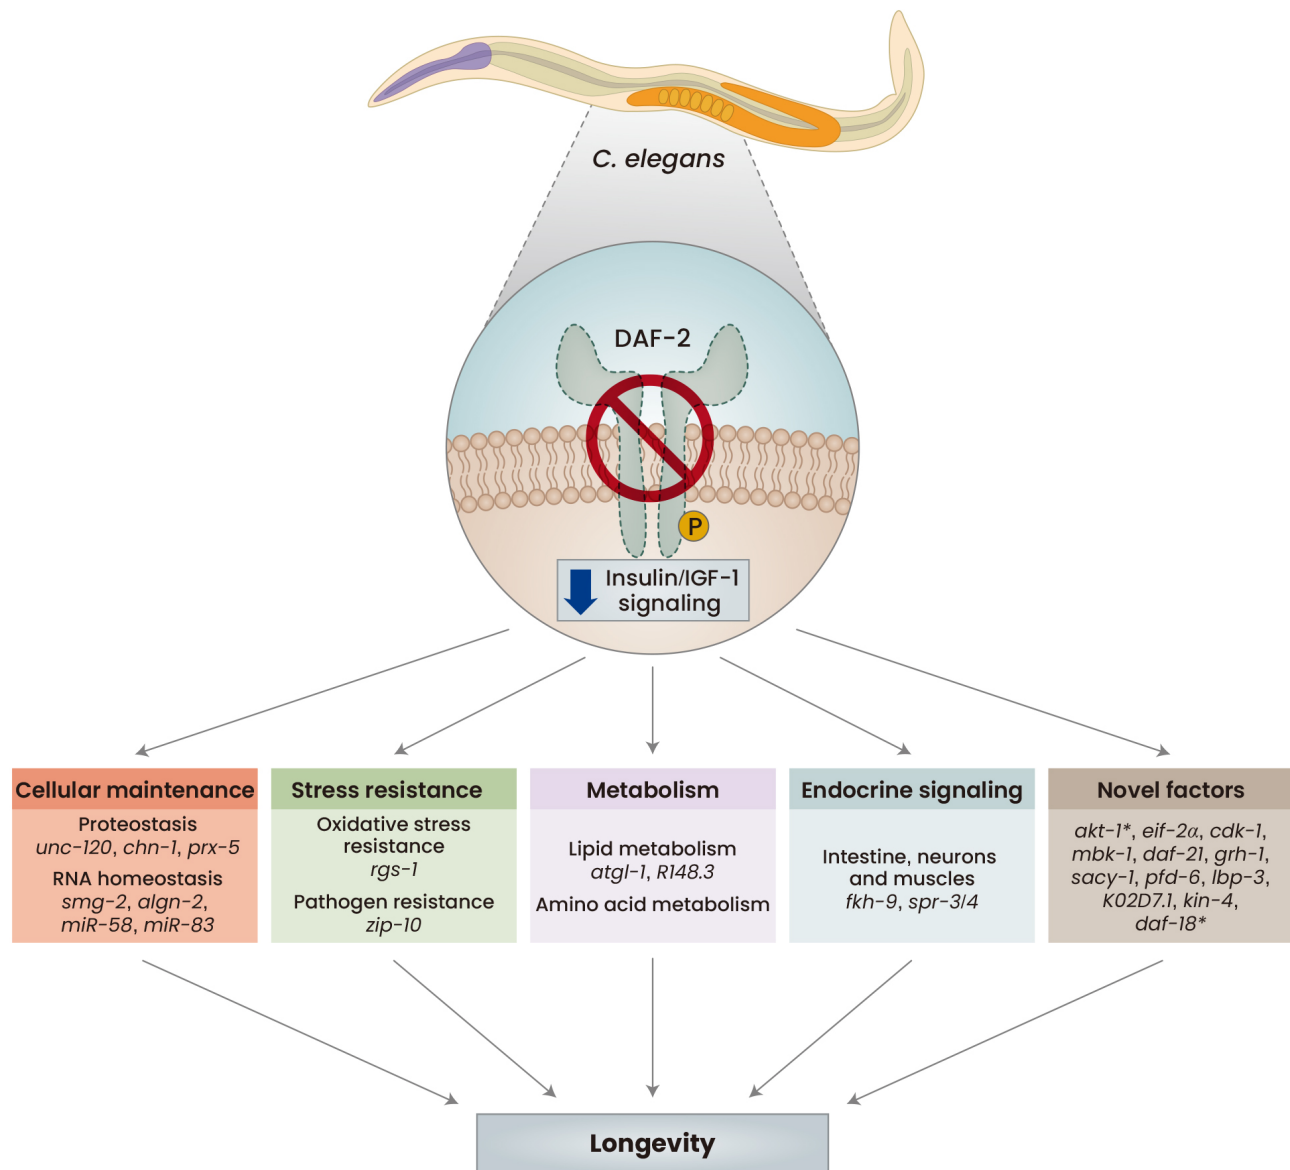 C. elegans
DAF-2
P
Insulin/IGF-1
signaling
Cellular maintenance
Proteostasis
unc-120, chn-1, prx-5
RNA homeostasis
smg-2, algn-2,
miR-58, miR-83
Stress resistance
Oxidative stress
resistance
rgs-1
Pathogen resistance
zip-10
Metabolism
Lipid metabolism
atgl-1, R148.3
Amino acid metabolism
Endocrine signaling
Intestine, neurons
and muscles
fkh-9, spr-3/4
Novel factors
akt-1*, eif-2α, cdk-1,
mbk-1, daf-21, grh-1,
sacy-1, pfd-6, lbp-3,
K02D7.1, kin-4,
daf-18*
Longevity